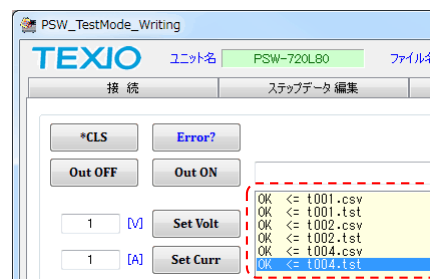 PSW_TestMode_Writing
TEXIO ユニット名 PSW-720L80 ファイル名
接 続 ステップデータ 編集
*CLS Error?
Out OFF Out ON
OK <= t001.csv
OK <= t001.tst
OK <= t002.csv
OK <= t002.tst
OK <= t004.csv
OK <= t004.tst
1 [V] Set Volt
1 [A] Set Curr